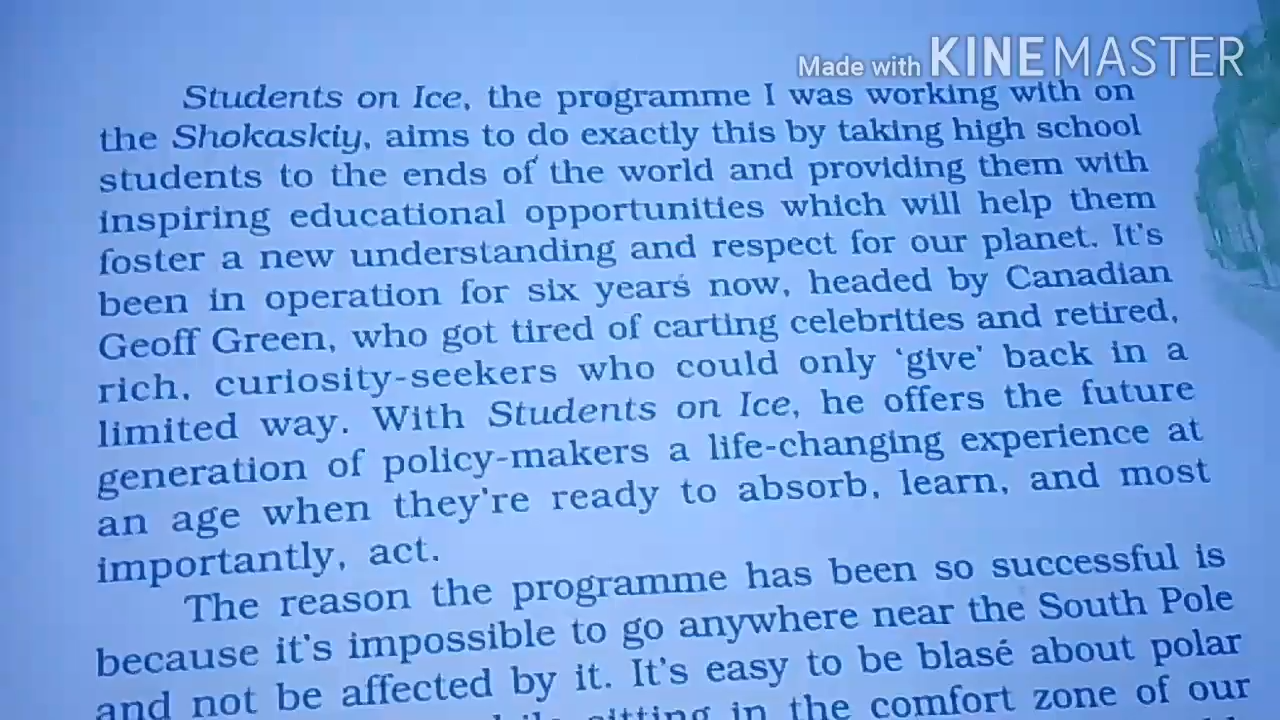 Made with KINEMASTER
Students on Ice, the programme I was working with on
the Shokaskiy, aims to do exactly this by taking high school
students to the ends of the world and providing them with
inspiring educational opportunities which will help them
foster a new understanding and respect for our planet. It's
been in operation for six years now, headed by Canadian
Geoff Green, who got tired of carting celebrities and retired,
rich, curiosity-seekers who could only ‘give’ back in a
limited way. With Students on Ice, he offers the future
generation of policy-makers a life-changing experience at
an age when they're ready to absorb, learn, and most
importantly, act.
The reason the programme has been so successful is
because it's impossible to go anywhere near the South Pole
and not be affected by it. It's easy to be blasé about polar
sitting in the comfort zone of our